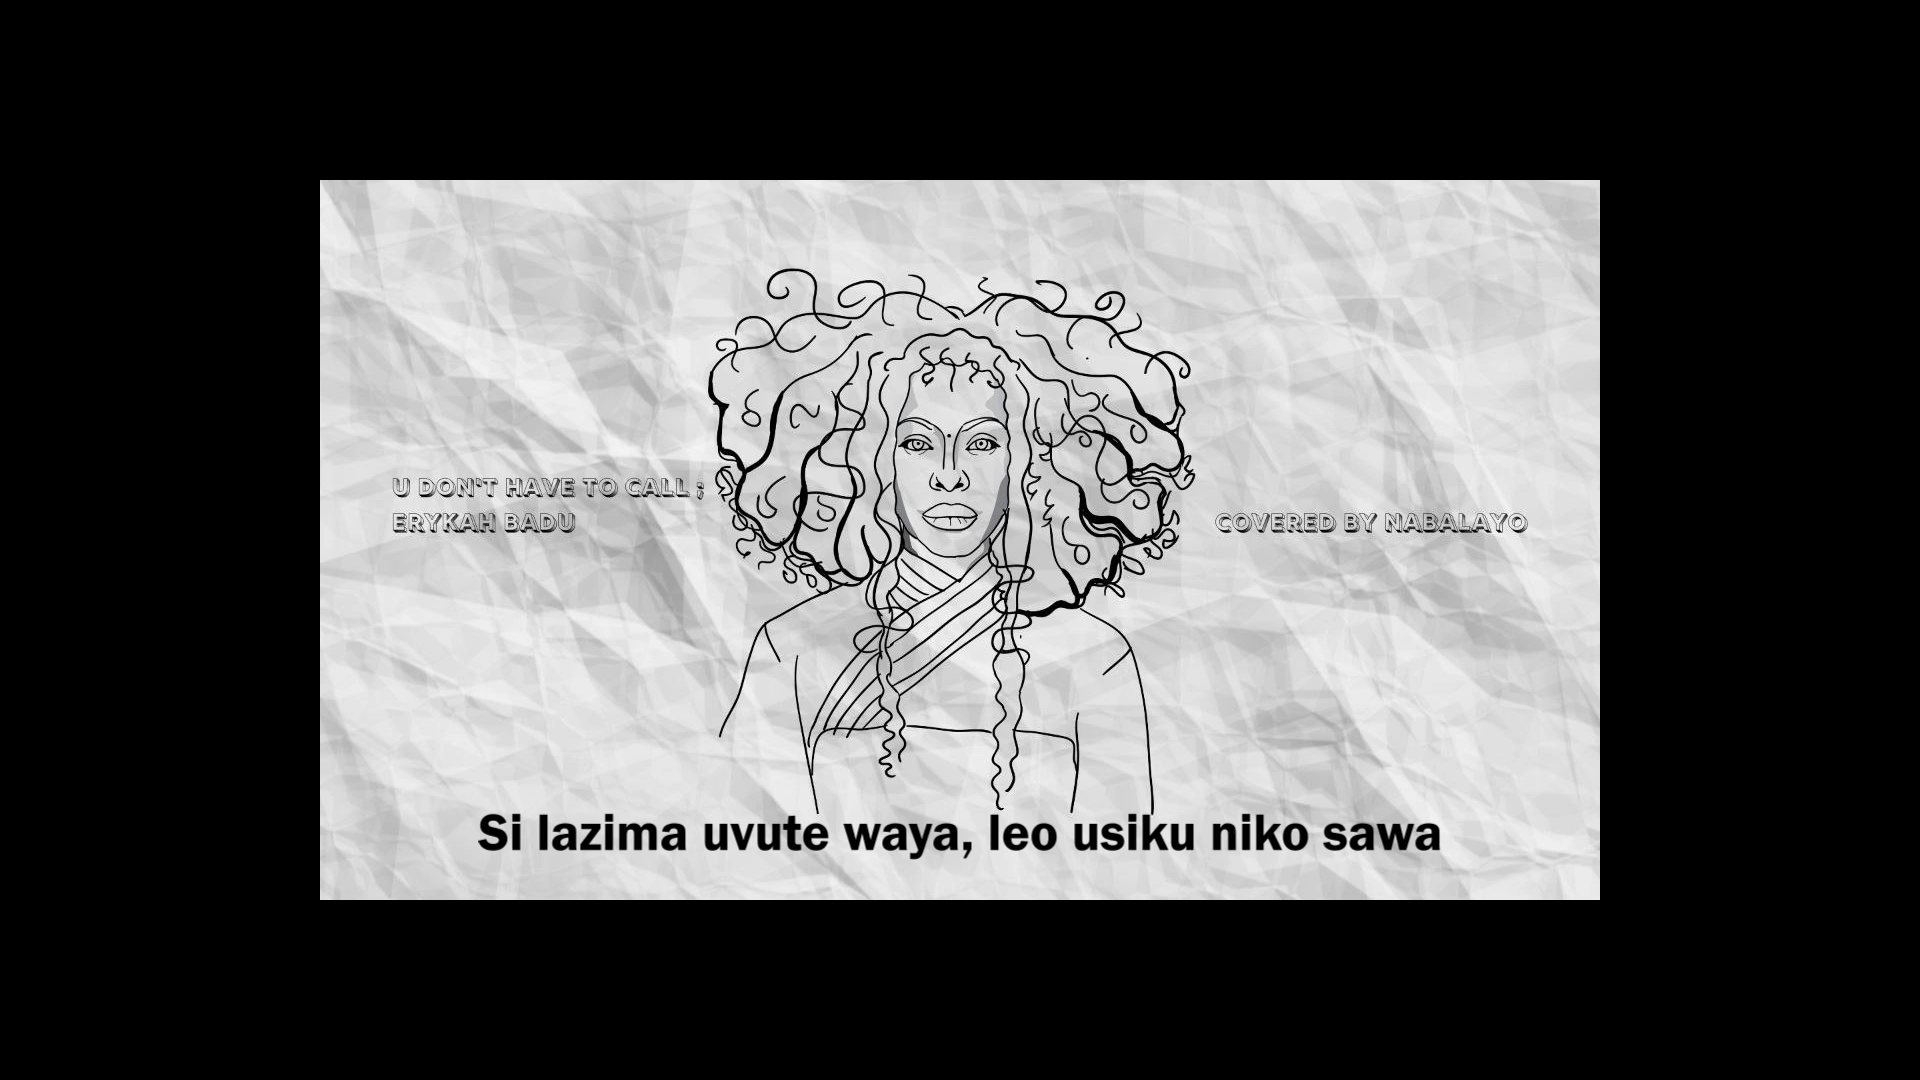 U DON'T HAVE TO CALL ;
ERYKAH BADU
COVERED BY NABALAYO
Si lazima uvute waya, leo usiku niko sawa